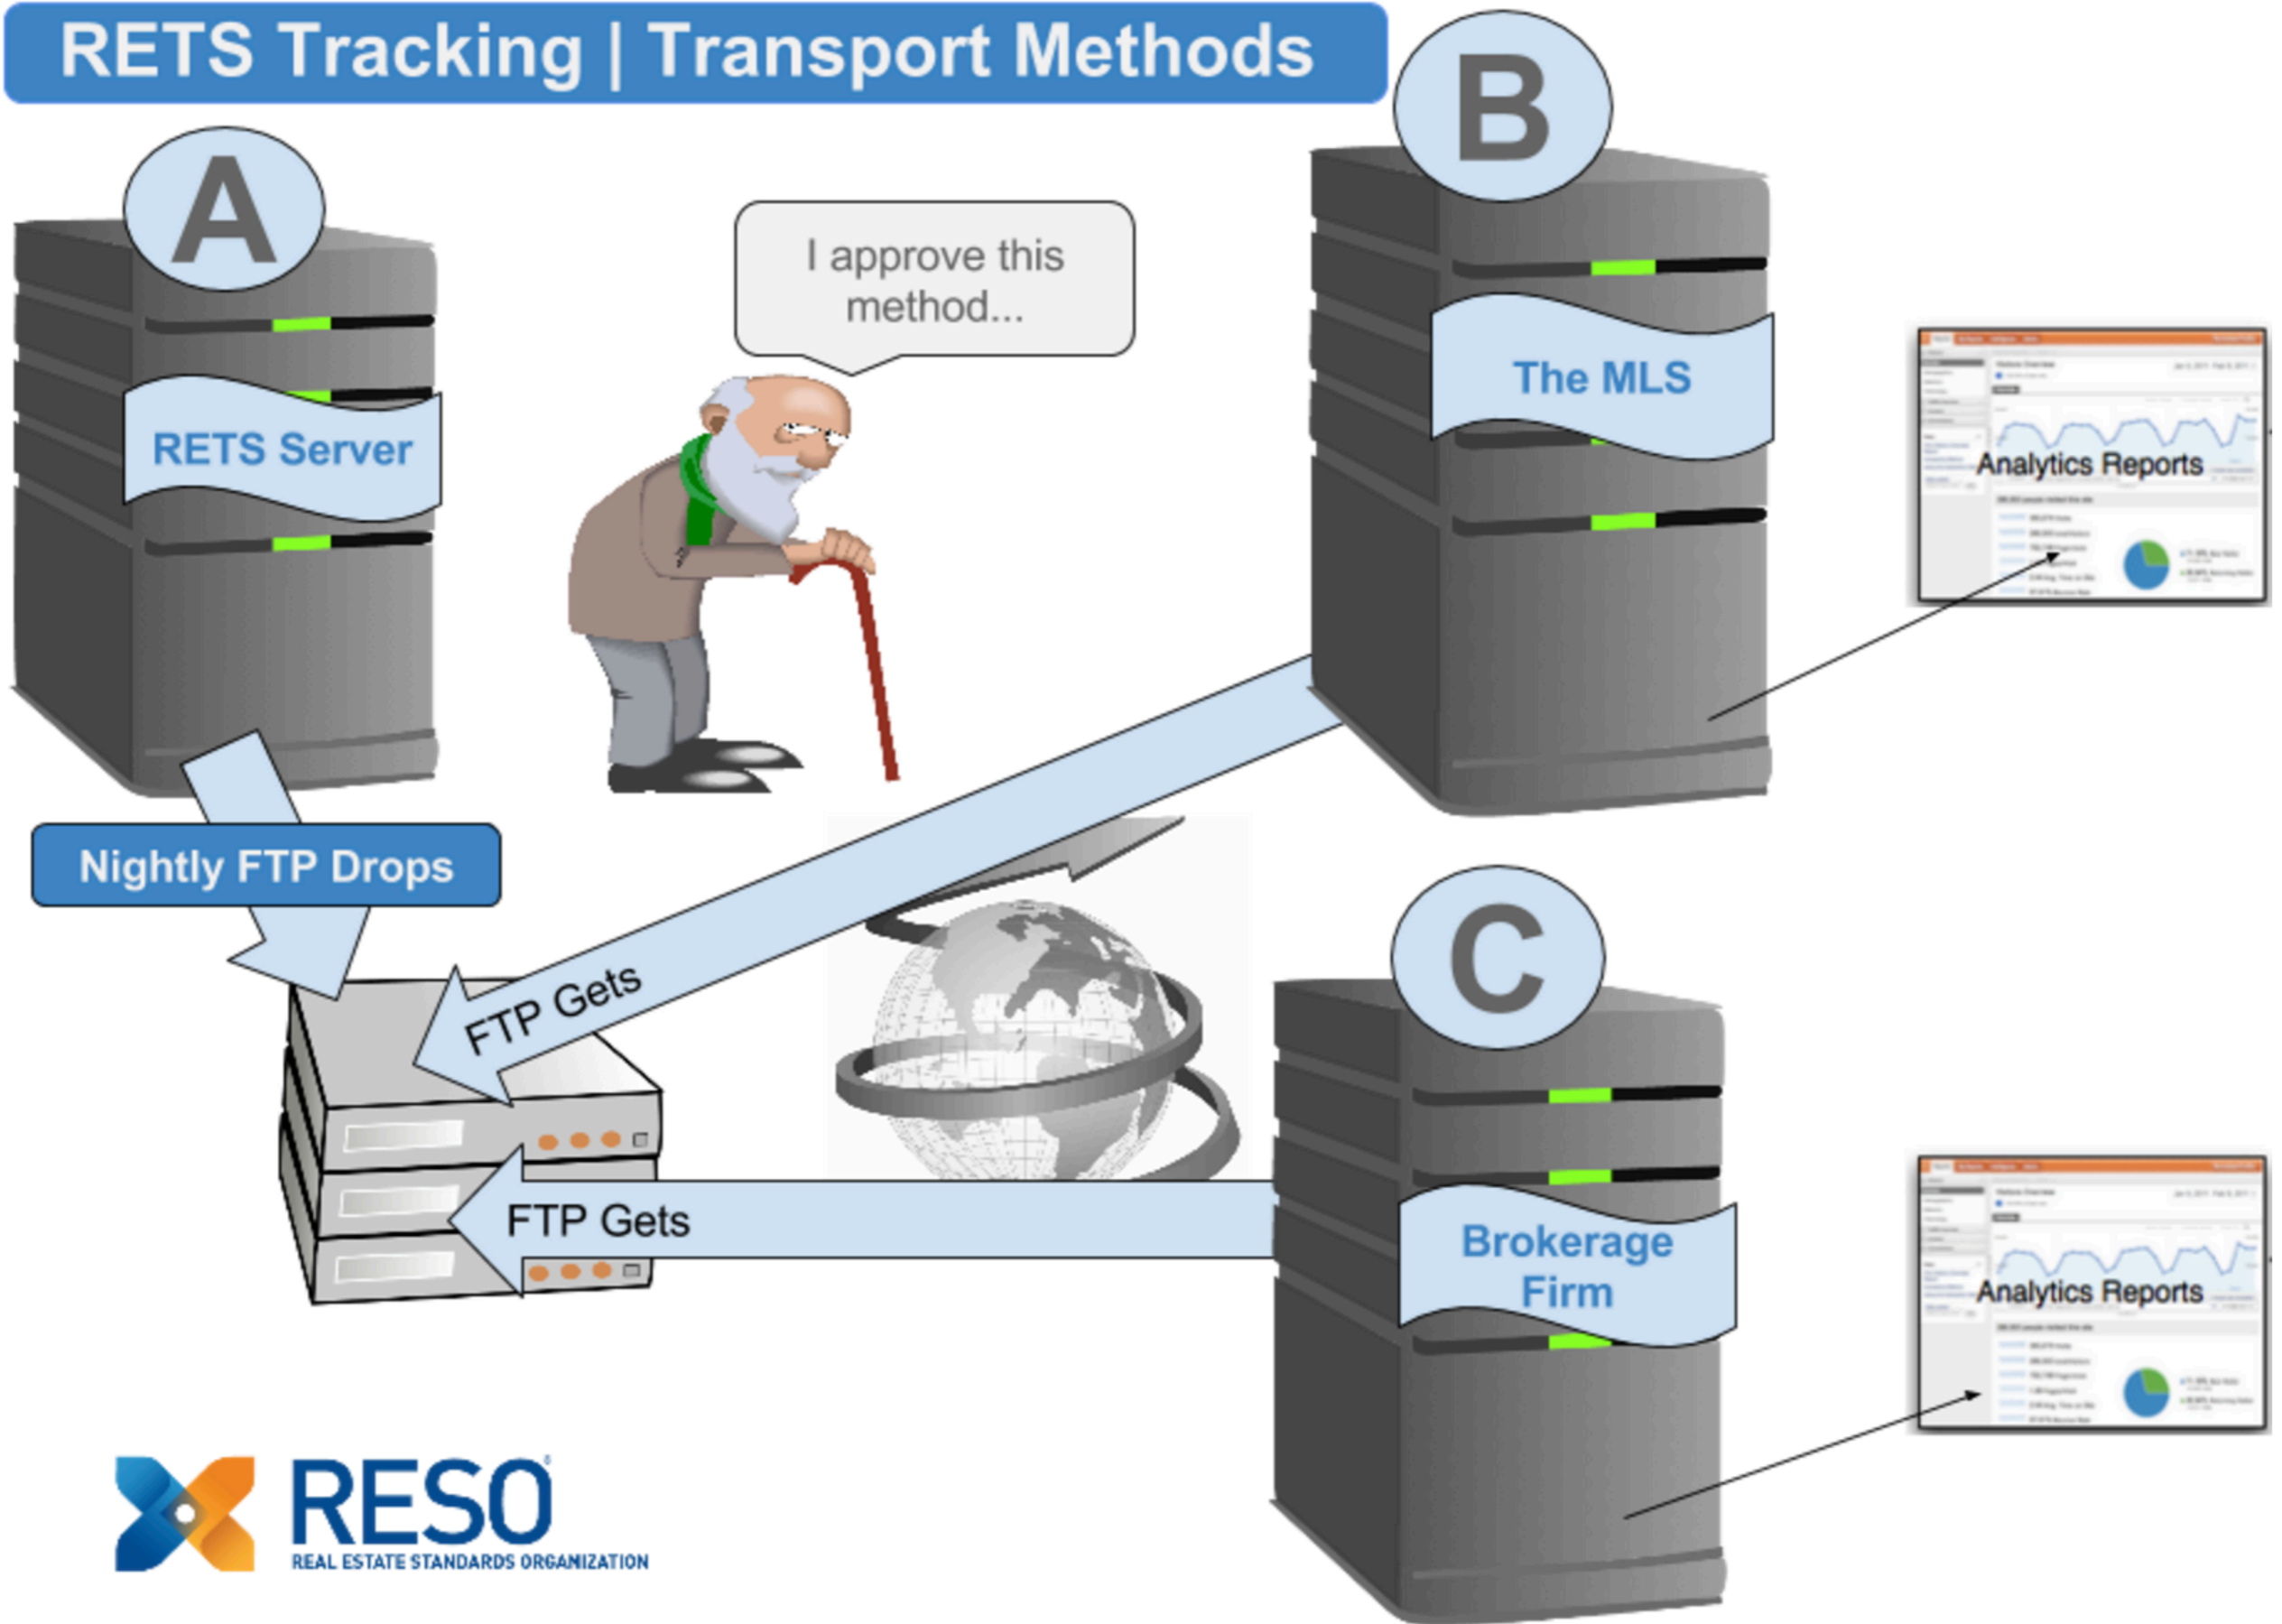 RETS Tracking | Transport Methods
A
B
I approve this
method...
RETS Server
The MLS
Analytics Reports
Nightly FTP Drops
FTP Gets
C
FTP Gets
Brokerage
Firm
Analytics Reports
RESO
REAL ESTATE STANDARDS ORGANIZATION